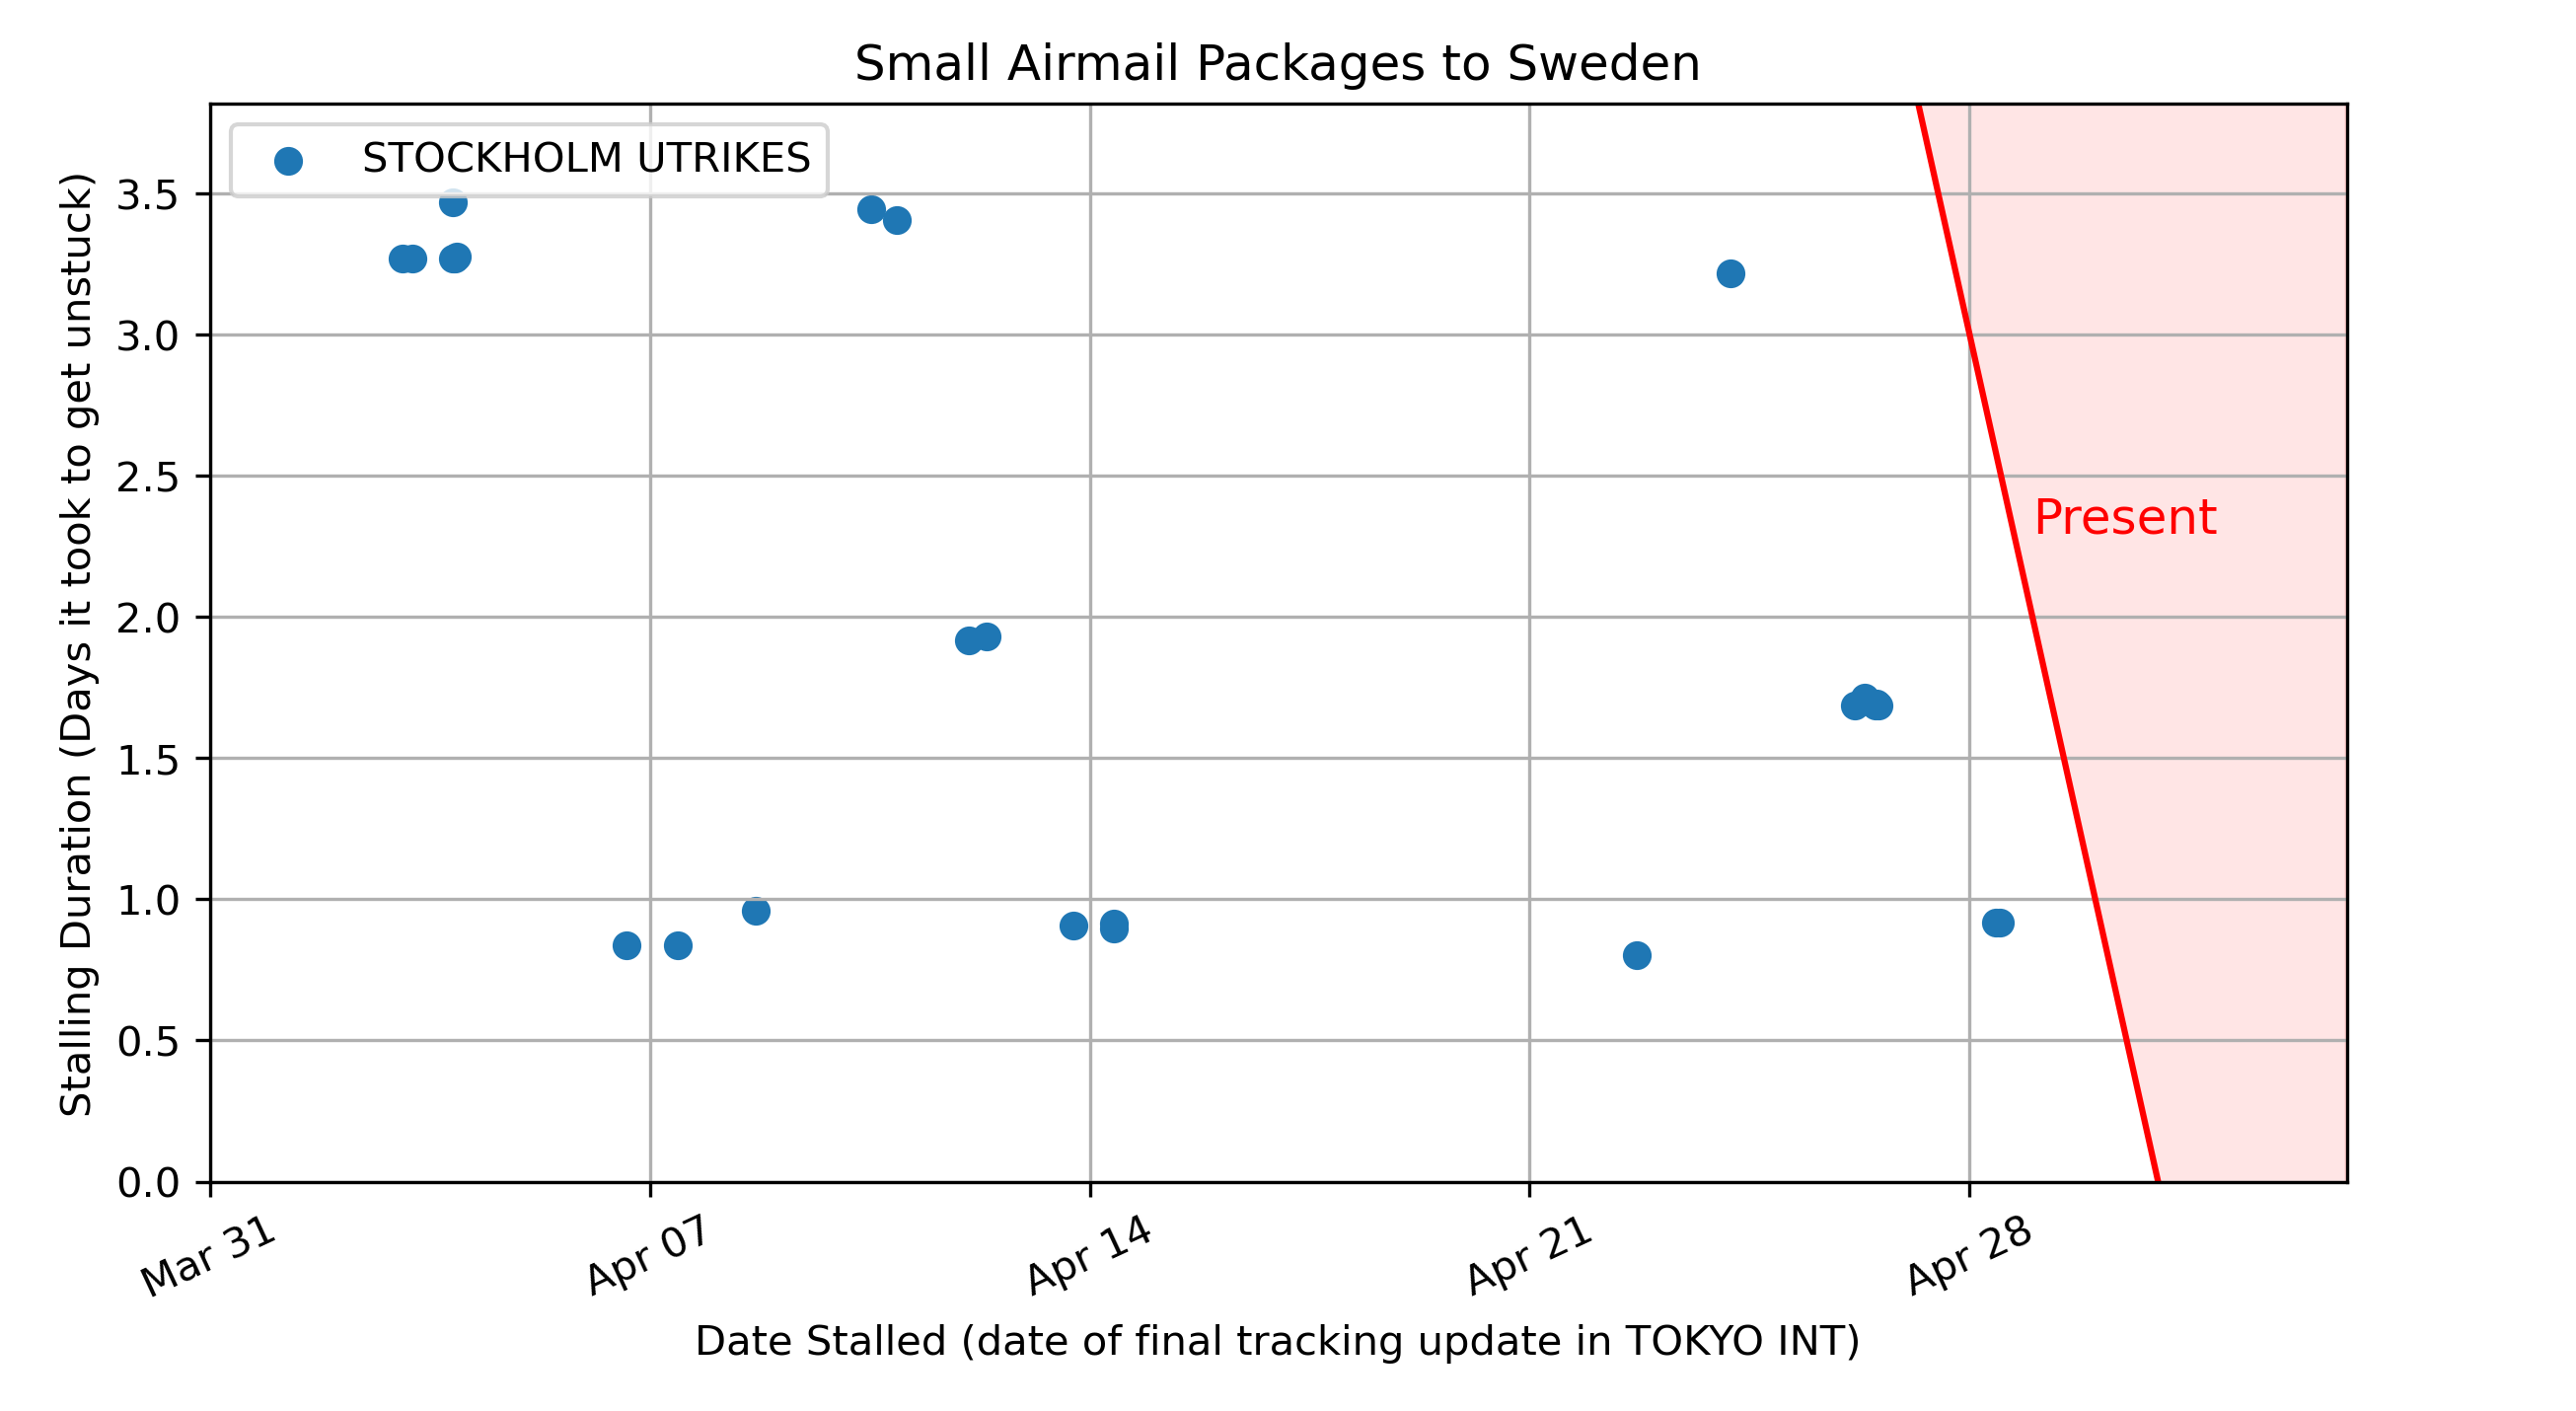 Small Airmail Packages to Sweden
STOCKHOLM UTRIKES
Stalling Duration (Days it took to get unstuck)
3.5
3.0
2.5
2.0
1.5
1.0
0.5
0.0
Present
Mar 31
Apr 07
Apr 14
Apr 21
Apr 28
Date Stalled (date of final tracking update in TOKYO INT)